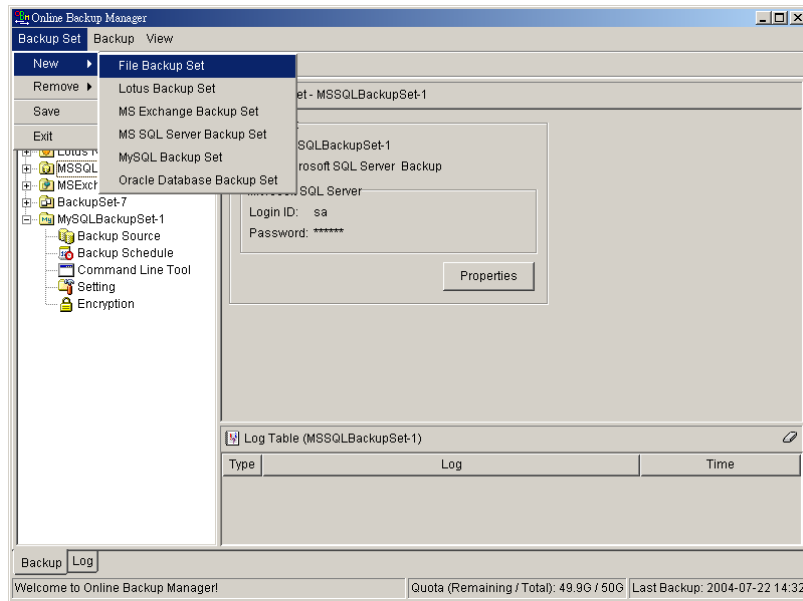 Online Backup Manager
Backup Set Backup View
New
Remove
Save
Exit
File Backup Set
Lotus Backup Set
MS Exchange Backup Set
MS SQL Server Backup Set
MySQL Backup Set
Oracle Database Backup Set
et - MSSQLBackupSet-1
SQLBackupSet-1
rosoft SQL Server Backup
Microsoft SQL Server
Login ID: sa
Password: ******
Properties
Lotus
MSSQL
MSExch
BackupSet-7
MySQLBackupSet-1
Backup Source
Backup Schedule
Command Line Tool
Setting
Encryption
Log Table (MSSQLBackupSet-1)
Type Log Time
Backup Log
Welcome to Online Backup Manager! Quota (Remaining / Total): 49.9G / 50G Last Backup: 2004-07-22 14:32